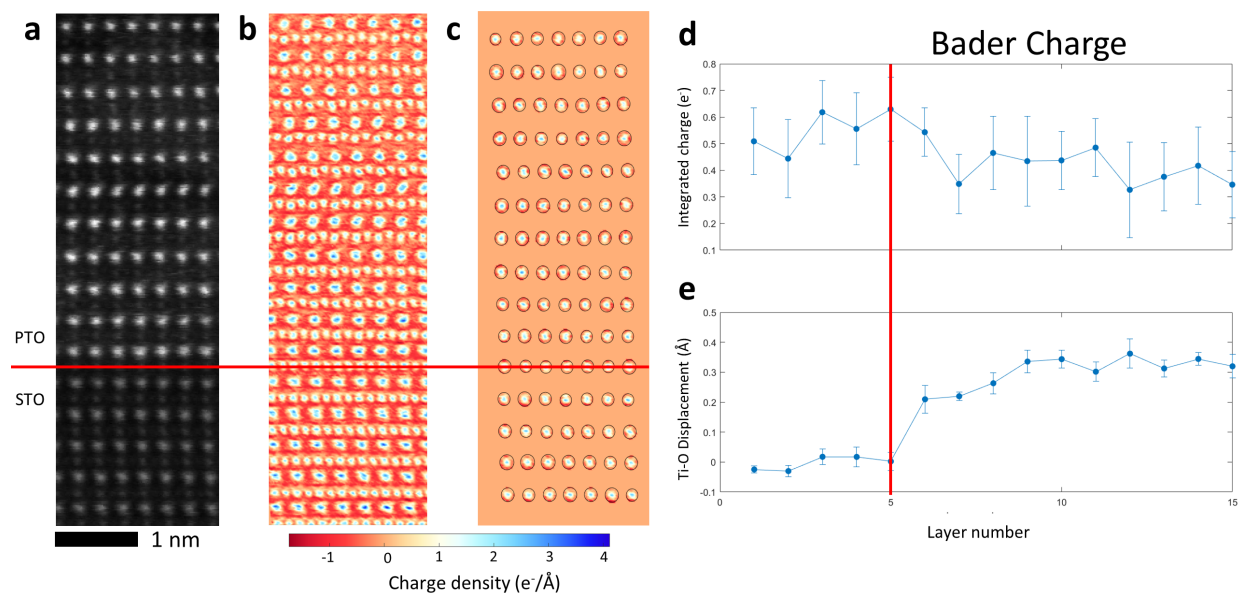 a
b
c
d
Bader Charge
Integrated charge (e⁻)
0.8
0.7
0.6
0.5
0.4
0.3
0.2
0.1
PTO
STO
1 nm
-1
0
1
2
3
4
Charge density (e⁻/Å)
e
Ti-O Displacement (Å)
0.5
0.4
0.3
0.2
0.1
0
-0.1
0
5
10
15
Layer number